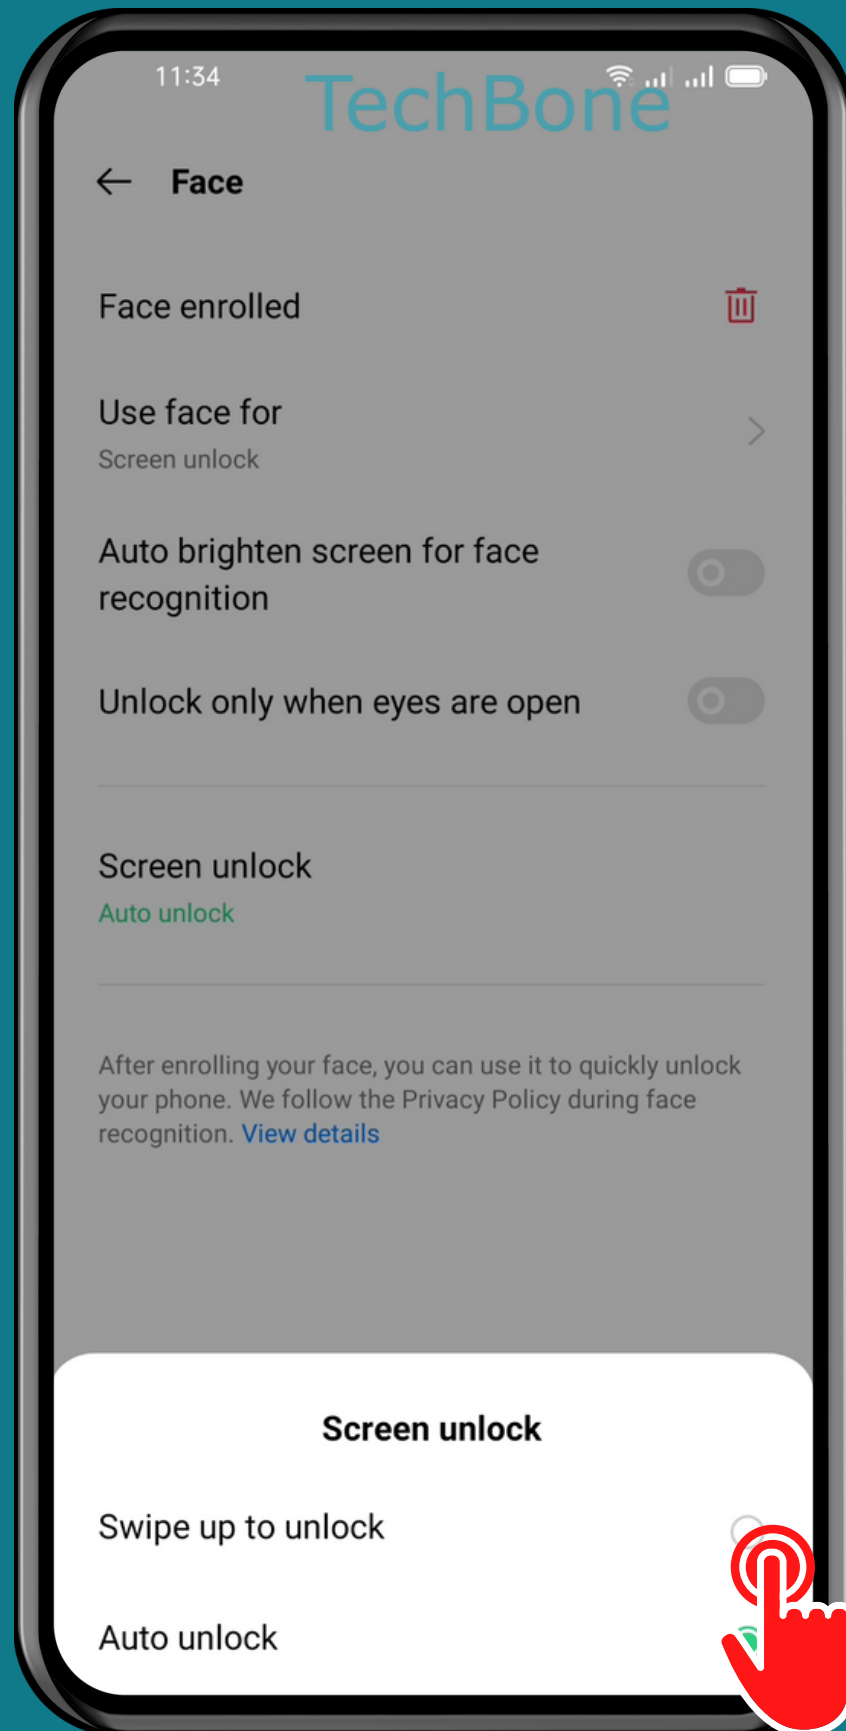 11:34
TechBone
Face
Face enrolled
Use face for
Screen unlock
Auto brighten screen for face
recognition
Unlock only when eyes are open
Screen unlock
Auto unlock
After enrolling your face, you can use it to quickly unlock
your phone. We follow the Privacy Policy during face
recognition. View details
Screen unlock
Swipe up to unlock
Auto unlock